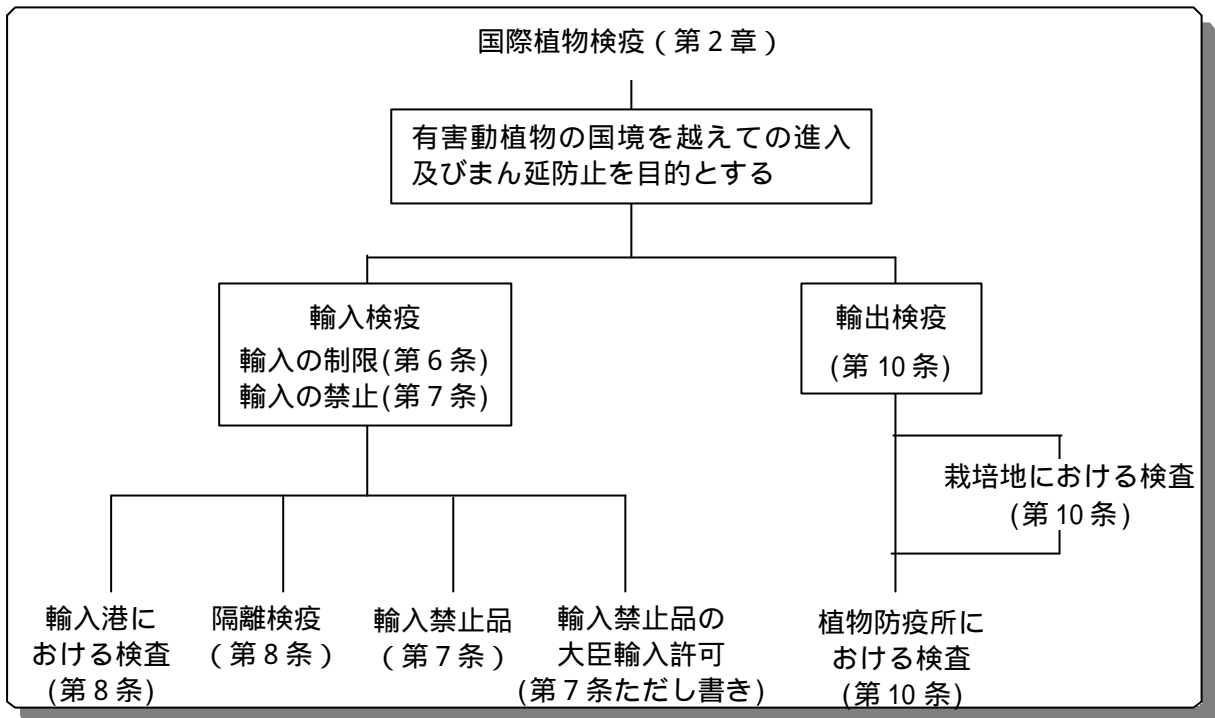 国際植物検疫（第２章）
有害動植物の国境を越えての進入
及びまん延防止を目的とする
輸入検疫
輸入の制限(第６条)
輸入の禁止(第７条)
輸出検疫
(第 10 条)
栽培地における検査
(第 10 条)
輸入港に
おける検査
(第８条)
隔離検疫
（第８条）
輸入禁止品
（第７条）
輸入禁止品の
大臣輸入許可
(第７条ただし書き)
植物防疫所に
おける検査
(第 10 条)